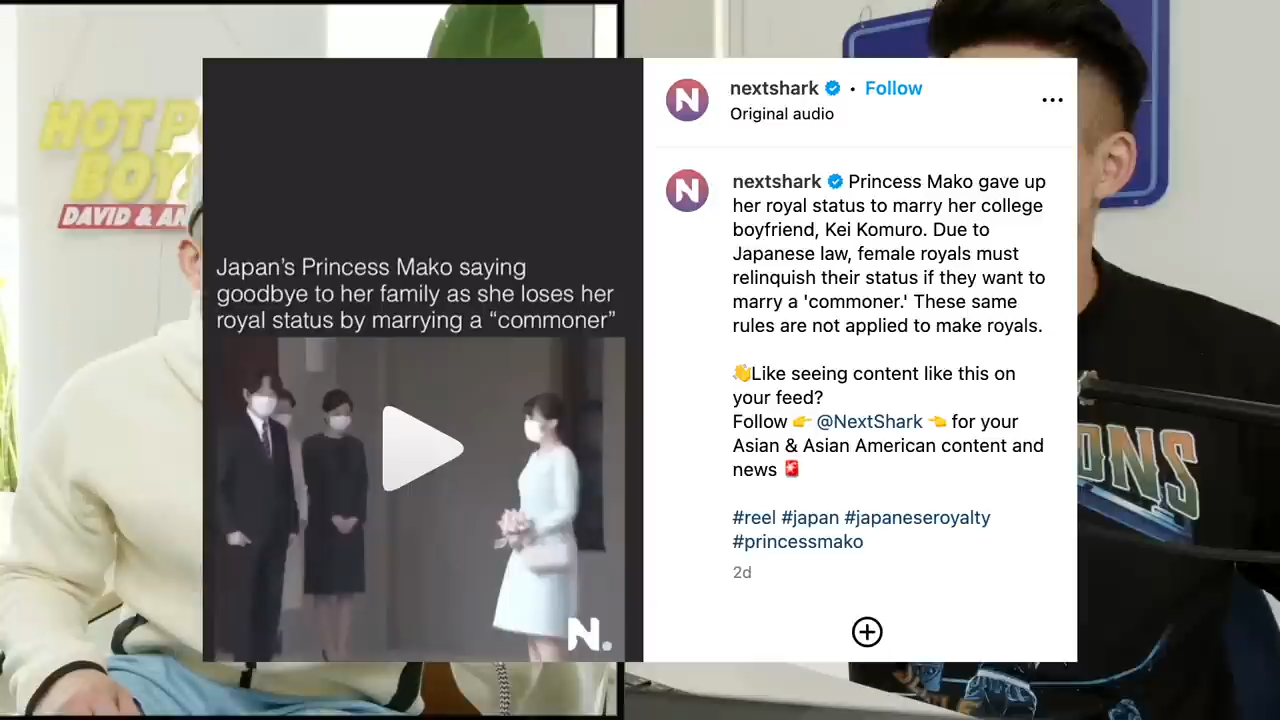 HOT P
BOY
DAVID & AN
Japan's Princess Mako saying
goodbye to her family as she loses her
royal status by marrying a “commoner”
N.
N
nextshark • Follow
Original audio
N
nextshark Princess Mako gave up
her royal status to marry her college
boyfriend, Kei Komuro. Due to
Japanese law, female royals must
relinquish their status if they want to
marry a 'commoner.' These same
rules are not applied to make royals.
👋Like seeing content like this on
your feed?
Follow 👉 @NextShark 👈 for your
Asian & Asian American content and
news 🚨
#reel #japan #japaneseroyalty
#princessmako
2d
ONS